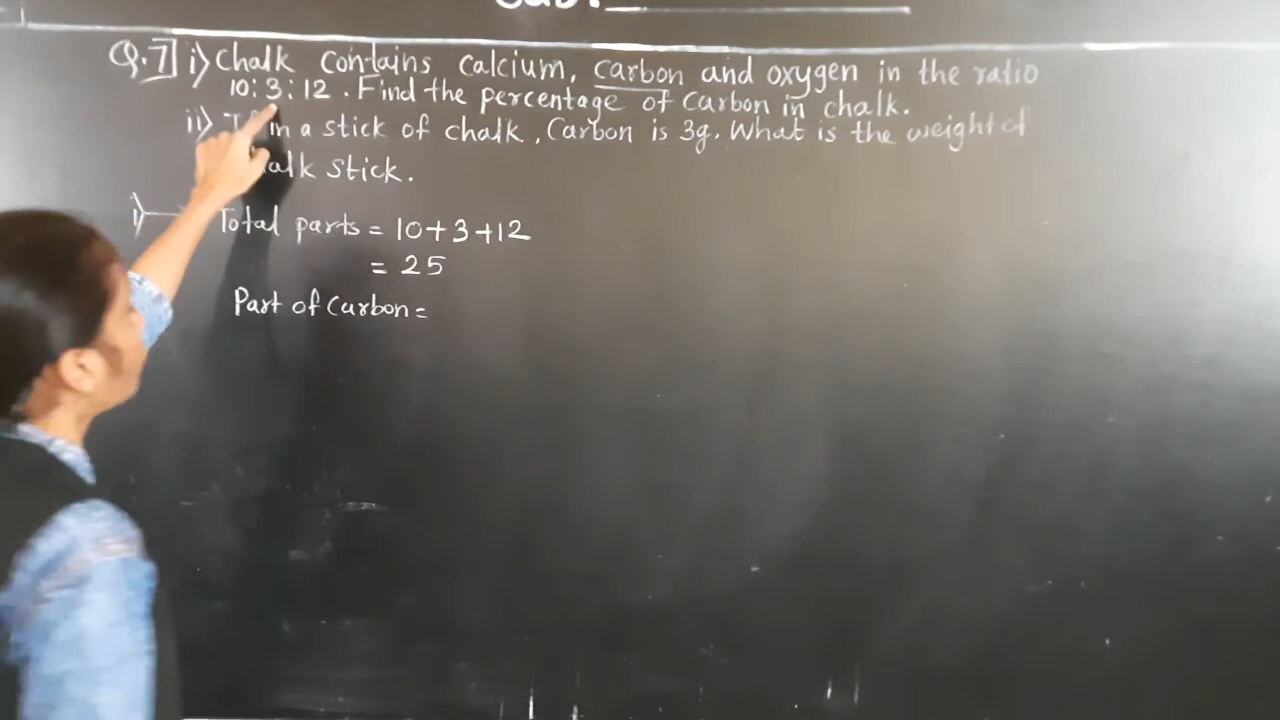 Sub:
Q.7] i) Chalk contains calcium, carbon and oxygen in the ratio
10:3:12. Find the percentage of carbon in chalk.
ii) in a stick of chalk, Carbon is 3g. What is the weight of
stick.
i) Total parts = 10+3+12
= 25
Part of carbon =